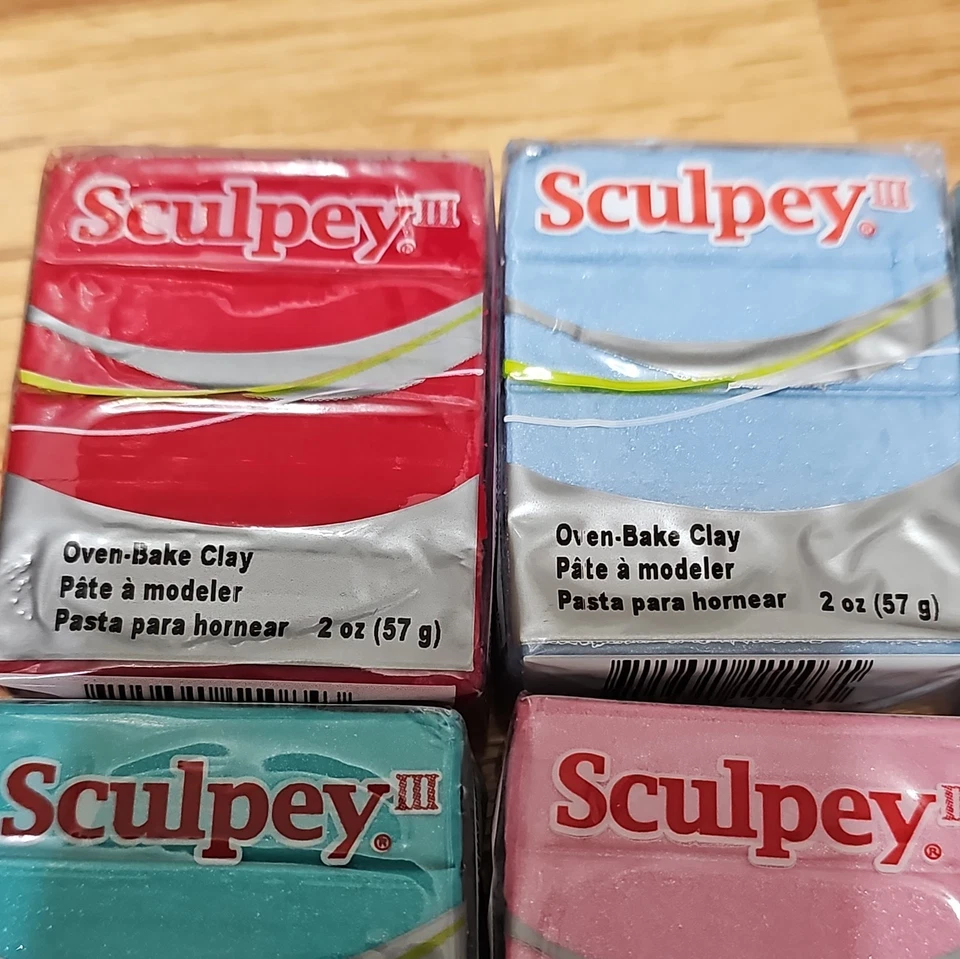 Sculpey III®
Oven-Bake Clay
Pâte à modeler
Pasta para hornear 2 oz (57 g)
Sculpey III®
Oven-Bake Clay
Pâte à modeler
Pasta para hornear 2 oz (57 g)
Sculpey III®
Sculpey®